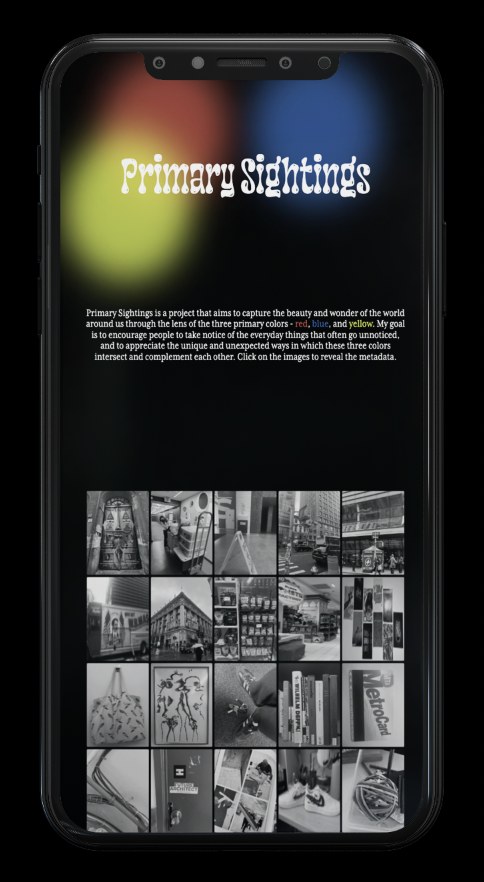 Primary Sightings
Primary Sightings is a project that aims to capture the beauty and wonder of the world
around us through the lens of the three primary colors - red, blue, and yellow. My goal
is to encourage people to take notice of the everyday things that often go unnoticed,
and to appreciate the unique and unexpected ways in which these three colors
intersect and complement each other. Click on the images to reveal the metadata.
MetroCard